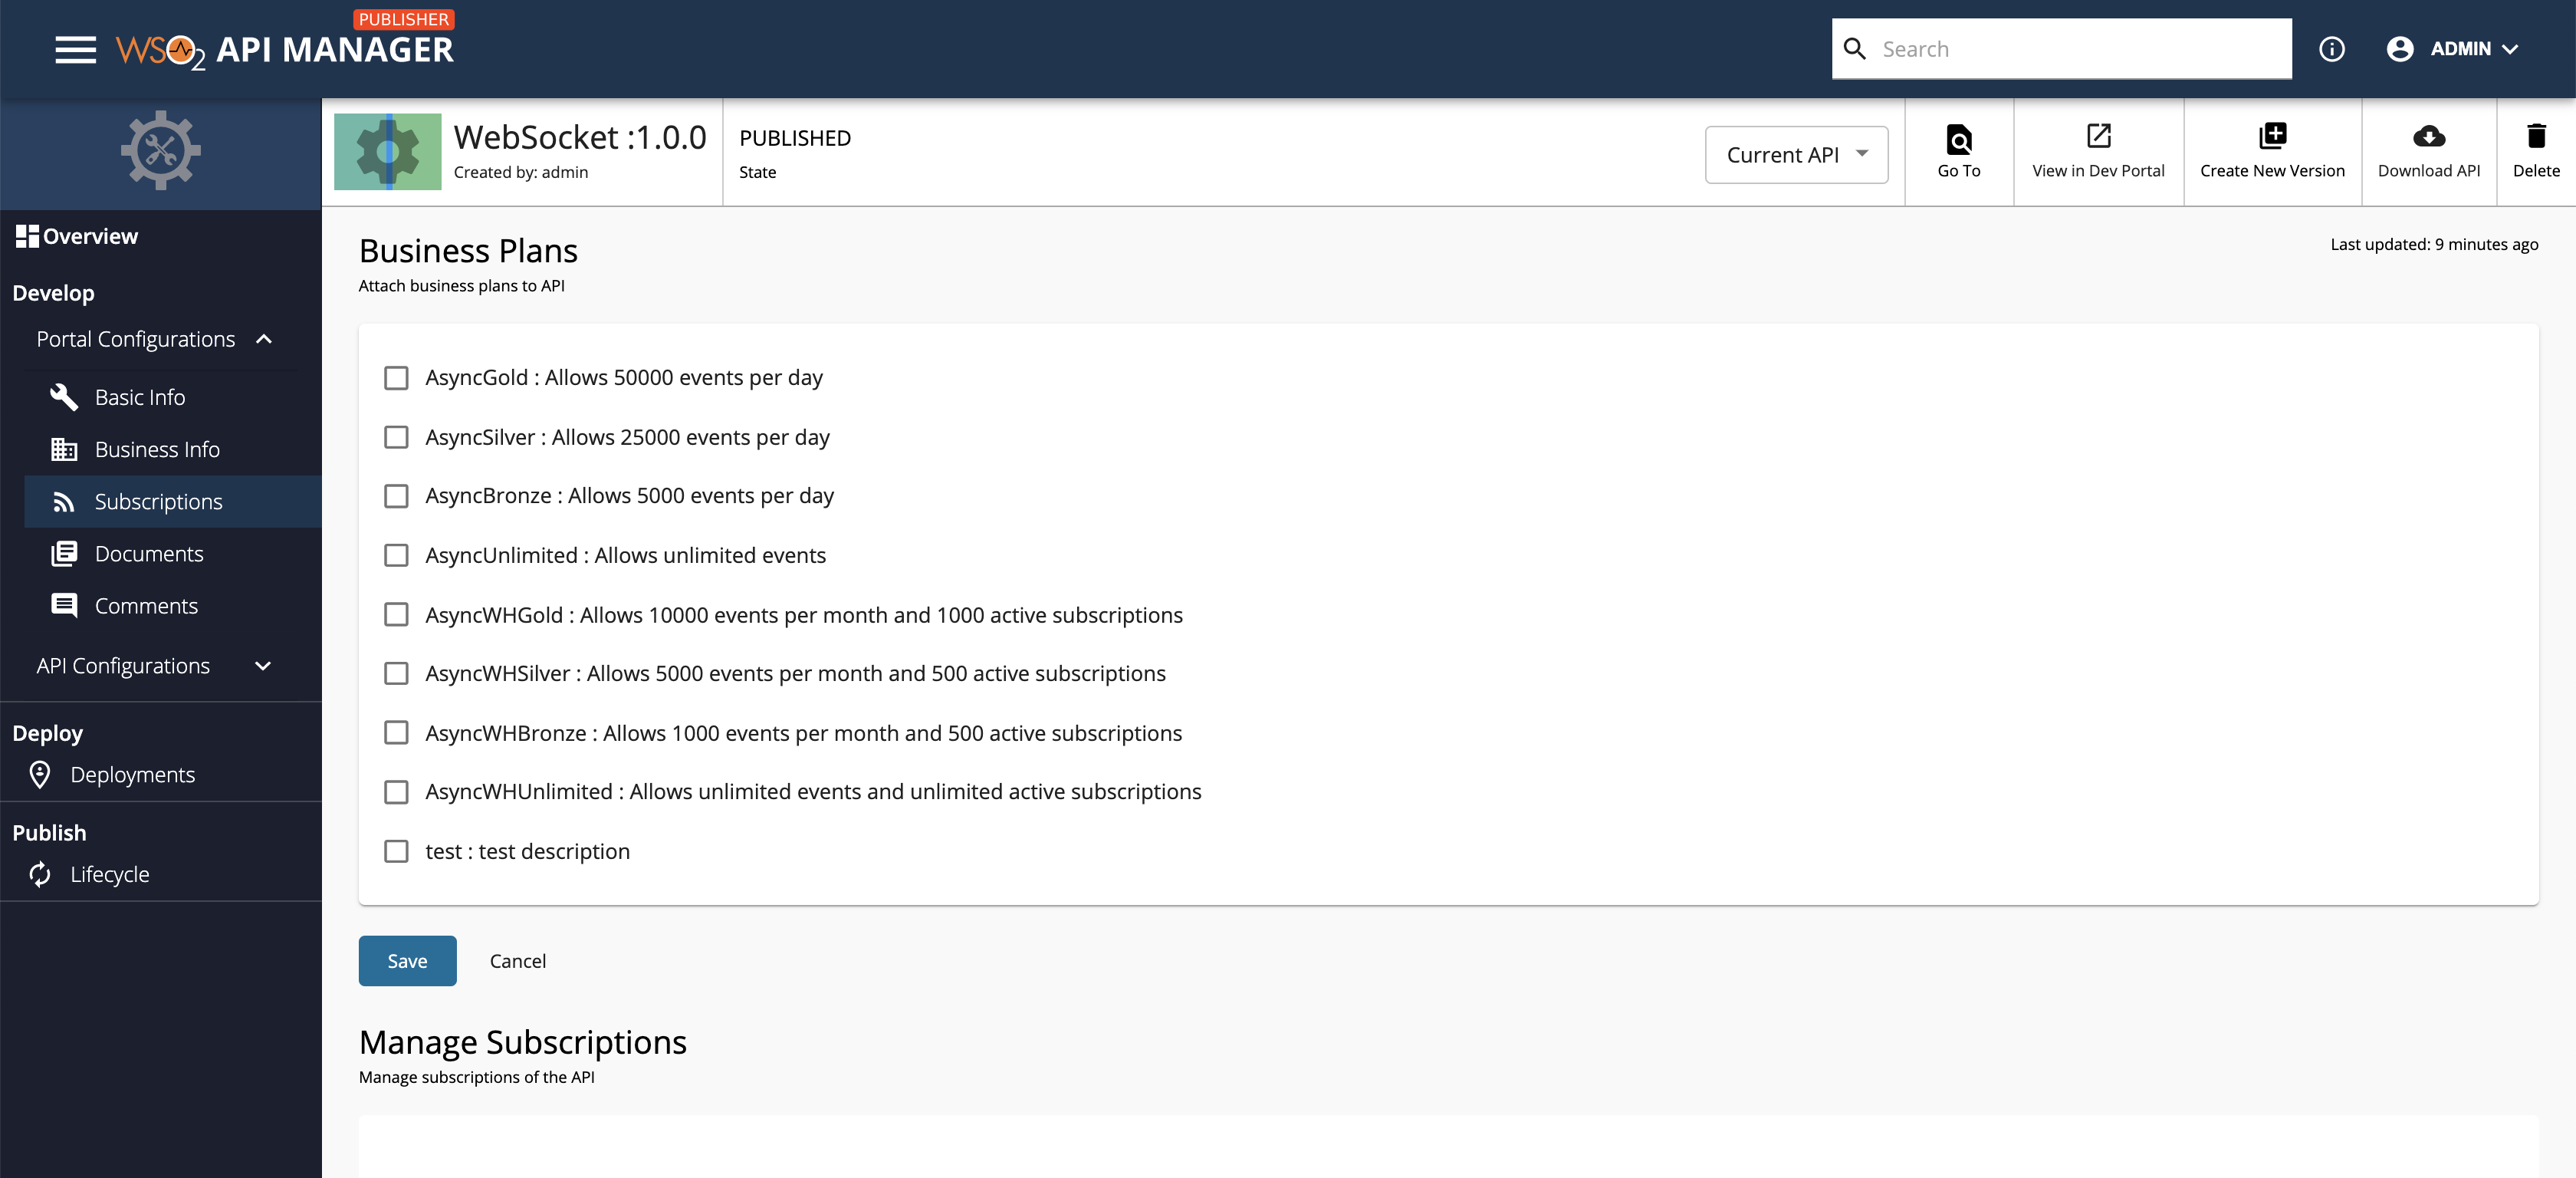 PUBLISHER
WSO2 API MANAGER
Search
ADMIN
WebSocket :1.0.0
Created by: admin
PUBLISHED
State
Current API
Go To
View in Dev Portal
Create New Version
Download API
Delete
Overview
Develop
Portal Configurations
Basic Info
Business Info
Subscriptions
Documents
Comments
API Configurations
Deploy
Deployments
Publish
Lifecycle
Business Plans
Last updated: 9 minutes ago
Attach business plans to API
AsyncGold : Allows 50000 events per day
AsyncSilver : Allows 25000 events per day
AsyncBronze : Allows 5000 events per day
AsyncUnlimited : Allows unlimited events
AsyncWHGold : Allows 10000 events per month and 1000 active subscriptions
AsyncWHSilver : Allows 5000 events per month and 500 active subscriptions
AsyncWHBronze : Allows 1000 events per month and 500 active subscriptions
AsyncWHUnlimited : Allows unlimited events and unlimited active subscriptions
test : test description
Save
Cancel
Manage Subscriptions
Manage subscriptions of the API